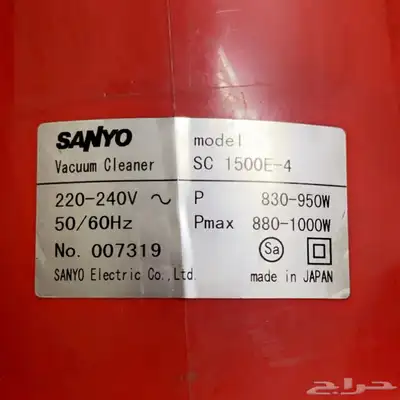 SANYO
Vacuum Cleaner
model
SC 1500E-4
220-240V ~
50/60Hz
No. 007319
P 830-950W
Pmax 880-1000W
Sa
SANYO Electric Co., Ltd.
made in JAPAN
حراج